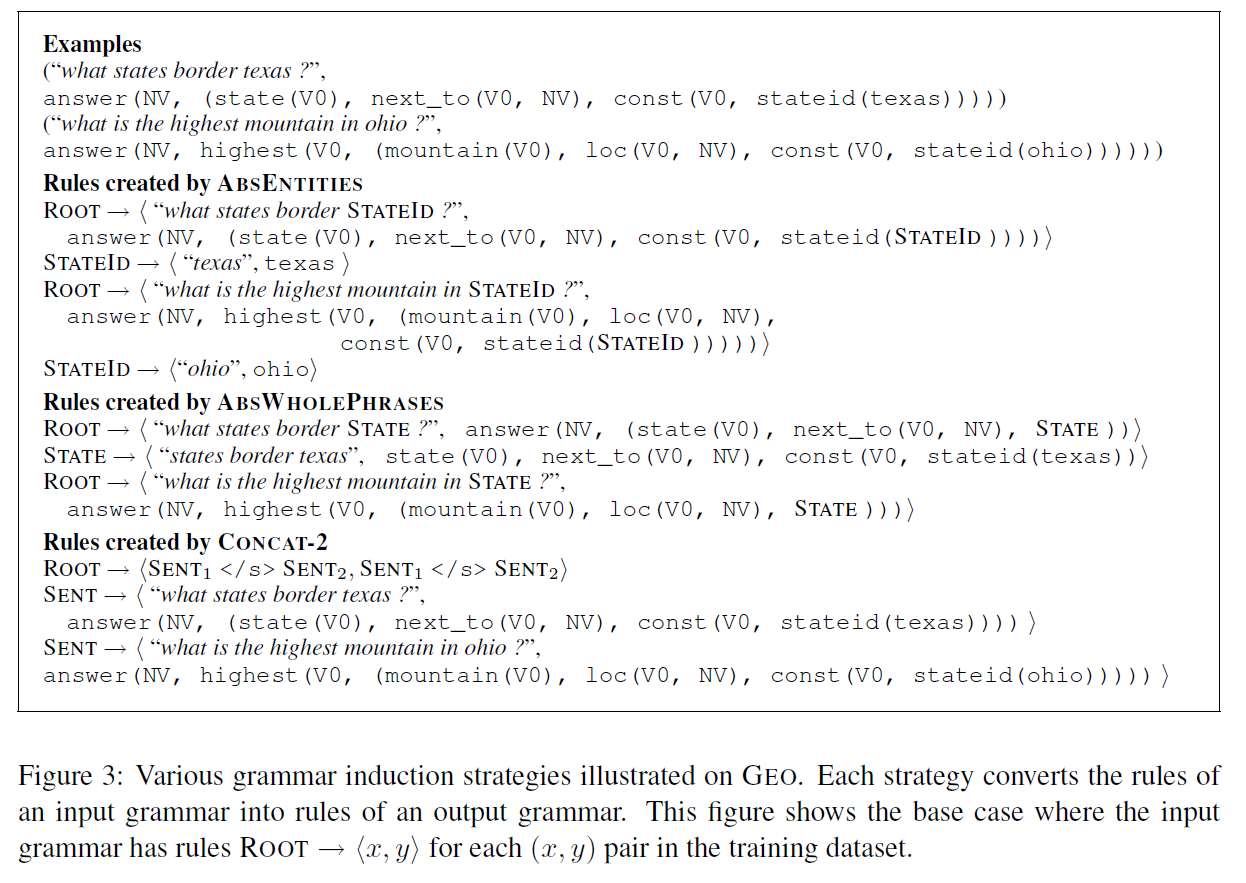 Examples
(“what states border texas ?”,
answer(NV, (state(V0), next_to(V0, NV), const(V0, stateid(texas)))))
(“what is the highest mountain in ohio ?”,
answer(NV, highest(V0, (mountain(V0), loc(V0, NV), const(V0, stateid(ohio))))))
Rules created by ABSENTITIES
ROOT → ⟨ “what states border STATEID ?”,
answer(NV, (state(V0), next_to(V0, NV), const(V0, stateid(STATEID ))))⟩
STATEID → ⟨ “texas”, texas ⟩
ROOT → ⟨ “what is the highest mountain in STATEID ?”,
answer(NV, highest(V0, (mountain(V0), loc(V0, NV),
const(V0, stateid(STATEID )))))⟩
STATEID → ⟨“ohio”, ohio⟩
Rules created by ABSWHOLEPHRASES
ROOT → ⟨ “what states border STATE ?”, answer(NV, (state(V0), next_to(V0, NV), STATE ))⟩
STATE → ⟨ “states border texas”, state(V0), next_to(V0, NV), const(V0, stateid(texas))⟩
ROOT → ⟨ “what is the highest mountain in STATE ?”,
answer(NV, highest(V0, (mountain(V0), loc(V0, NV), STATE )))⟩
Rules created by CONCAT-2
ROOT → ⟨SENT₁ </s> SENT₂, SENT₁ </s> SENT₂⟩
SENT → ⟨ “what states border texas ?”,
answer(NV, (state(V0), next_to(V0, NV), const(V0, stateid(texas)))) ⟩
SENT → ⟨ “what is the highest mountain in ohio ?”,
answer(NV, highest(V0, (mountain(V0), loc(V0, NV), const(V0, stateid(ohio))))) ⟩
Figure 3: Various grammar induction strategies illustrated on GEO. Each strategy converts the rules of
an input grammar into rules of an output grammar. This figure shows the base case where the input
grammar has rules ROOT → ⟨x, y⟩ for each (x, y) pair in the training dataset.